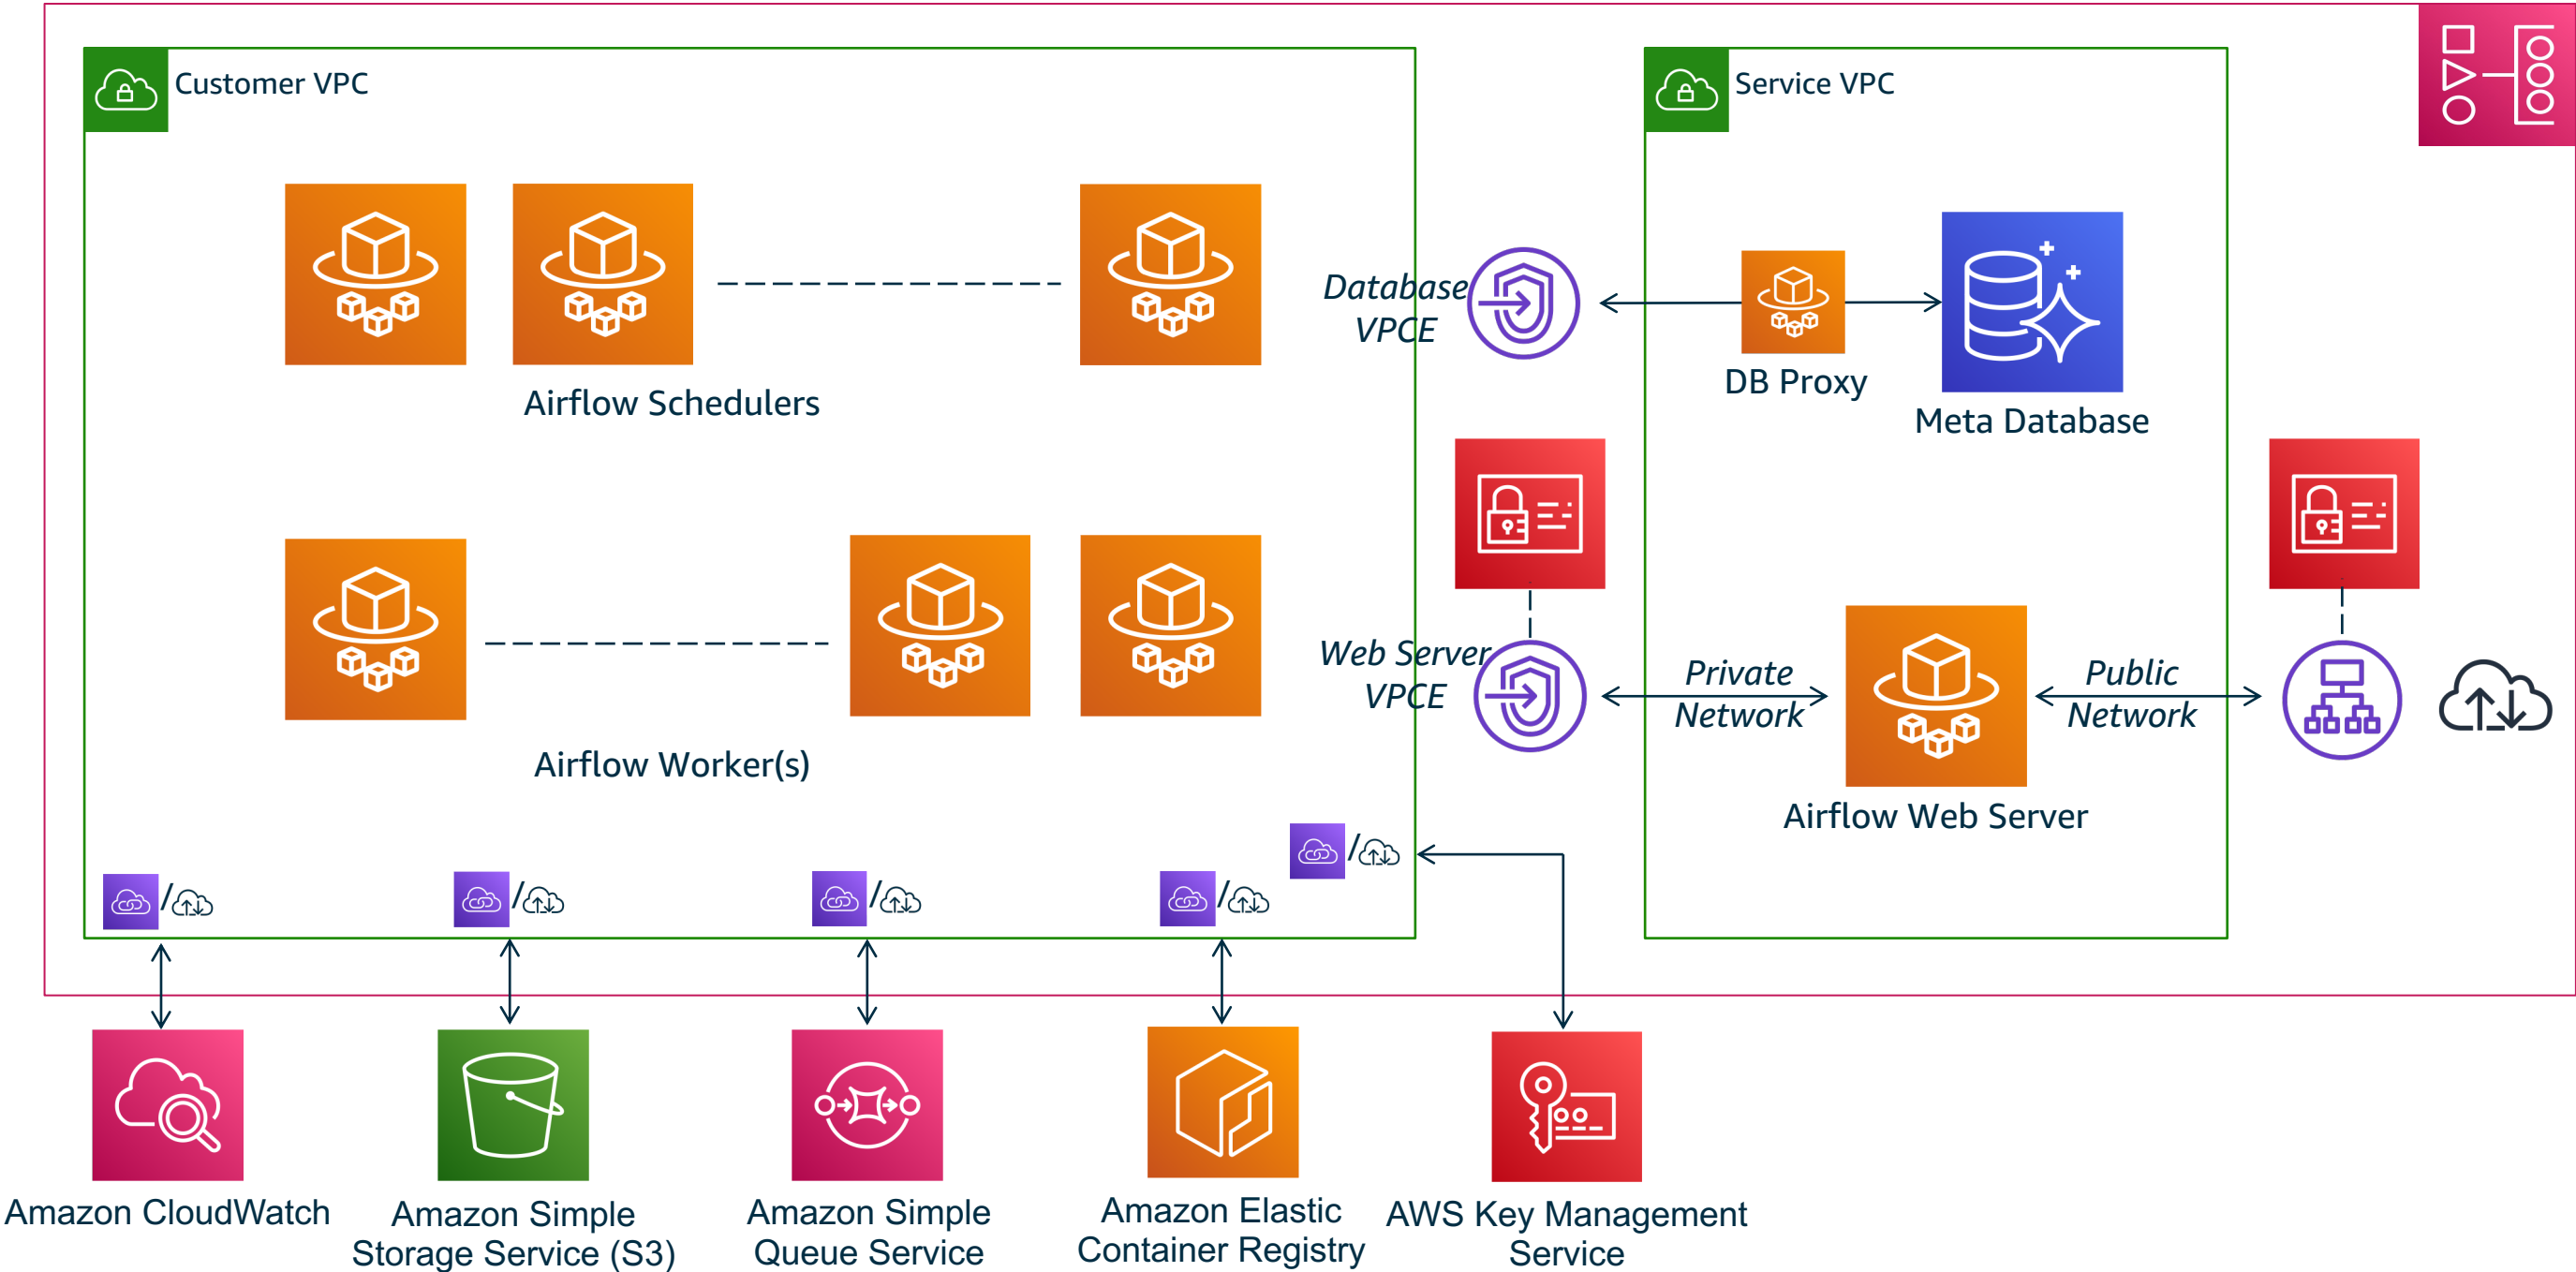 Customer VPC
Service VPC
Database
VPCE
DB Proxy
Meta Database
Airflow Schedulers
Web Server
VPCE
Private
Network
Public
Network
Airflow Worker(s)
Airflow Web Server
/
/
/
/
/
Amazon CloudWatch
Amazon Simple
Storage Service (S3)
Amazon Simple
Queue Service
Amazon Elastic
Container Registry
AWS Key Management
Service